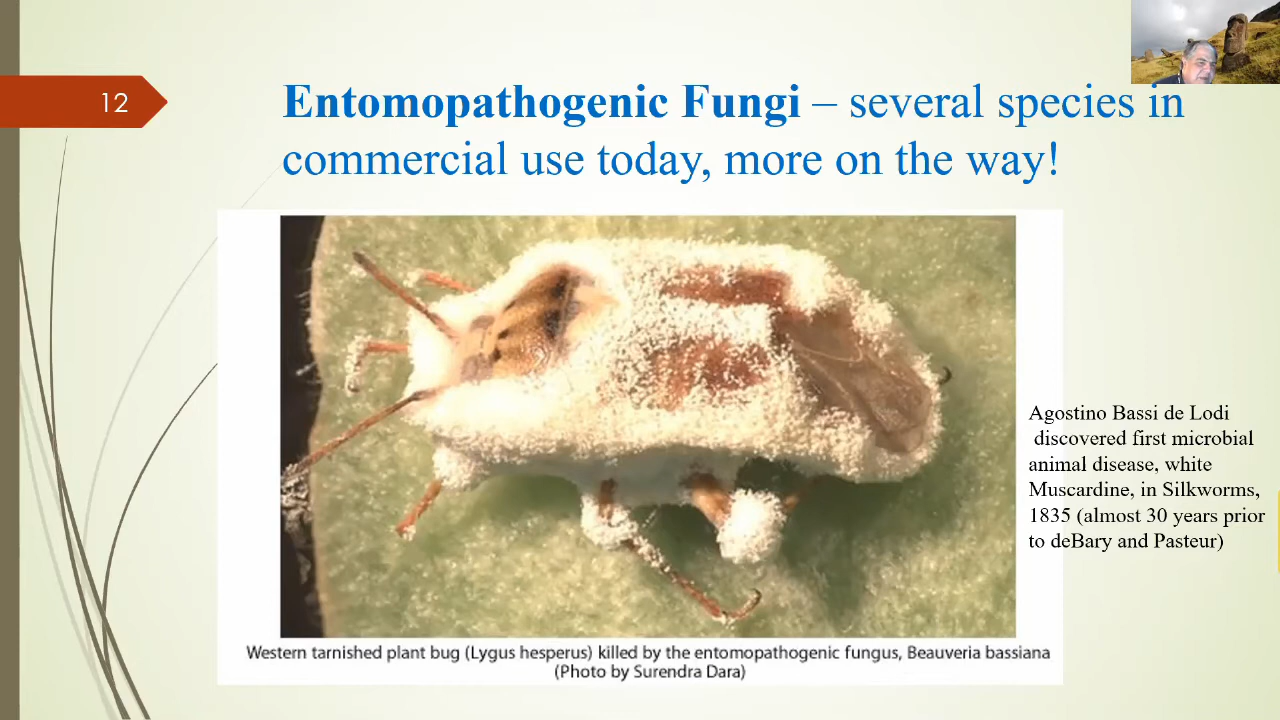 12
Entomopathogenic Fungi – several species in
commercial use today, more on the way!
Agostino Bassi de Lodi
discovered first microbial
animal disease, white
Muscardine, in Silkworms,
1835 (almost 30 years prior
to deBary and Pasteur)
Western tarnished plant bug (Lygus hesperus) killed by the entomopathogenic fungus, Beauveria bassiana
(Photo by Surendra Dara)